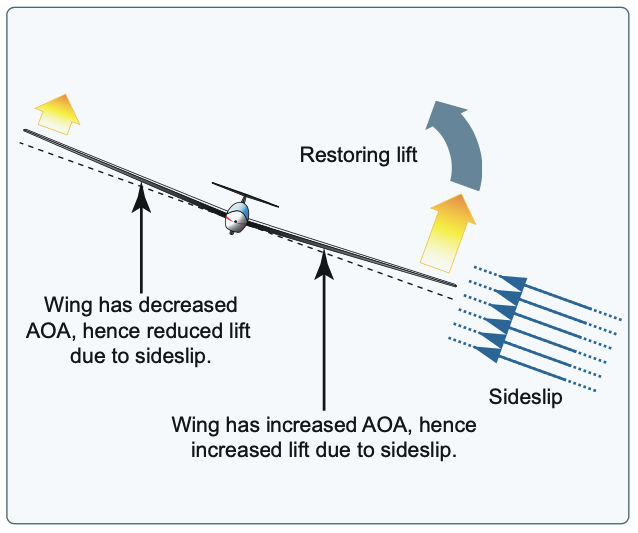 Restoring lift
Wing has decreased
AOA, hence reduced lift
due to sideslip.
Sideslip
Wing has increased AOA, hence
increased lift due to sideslip.